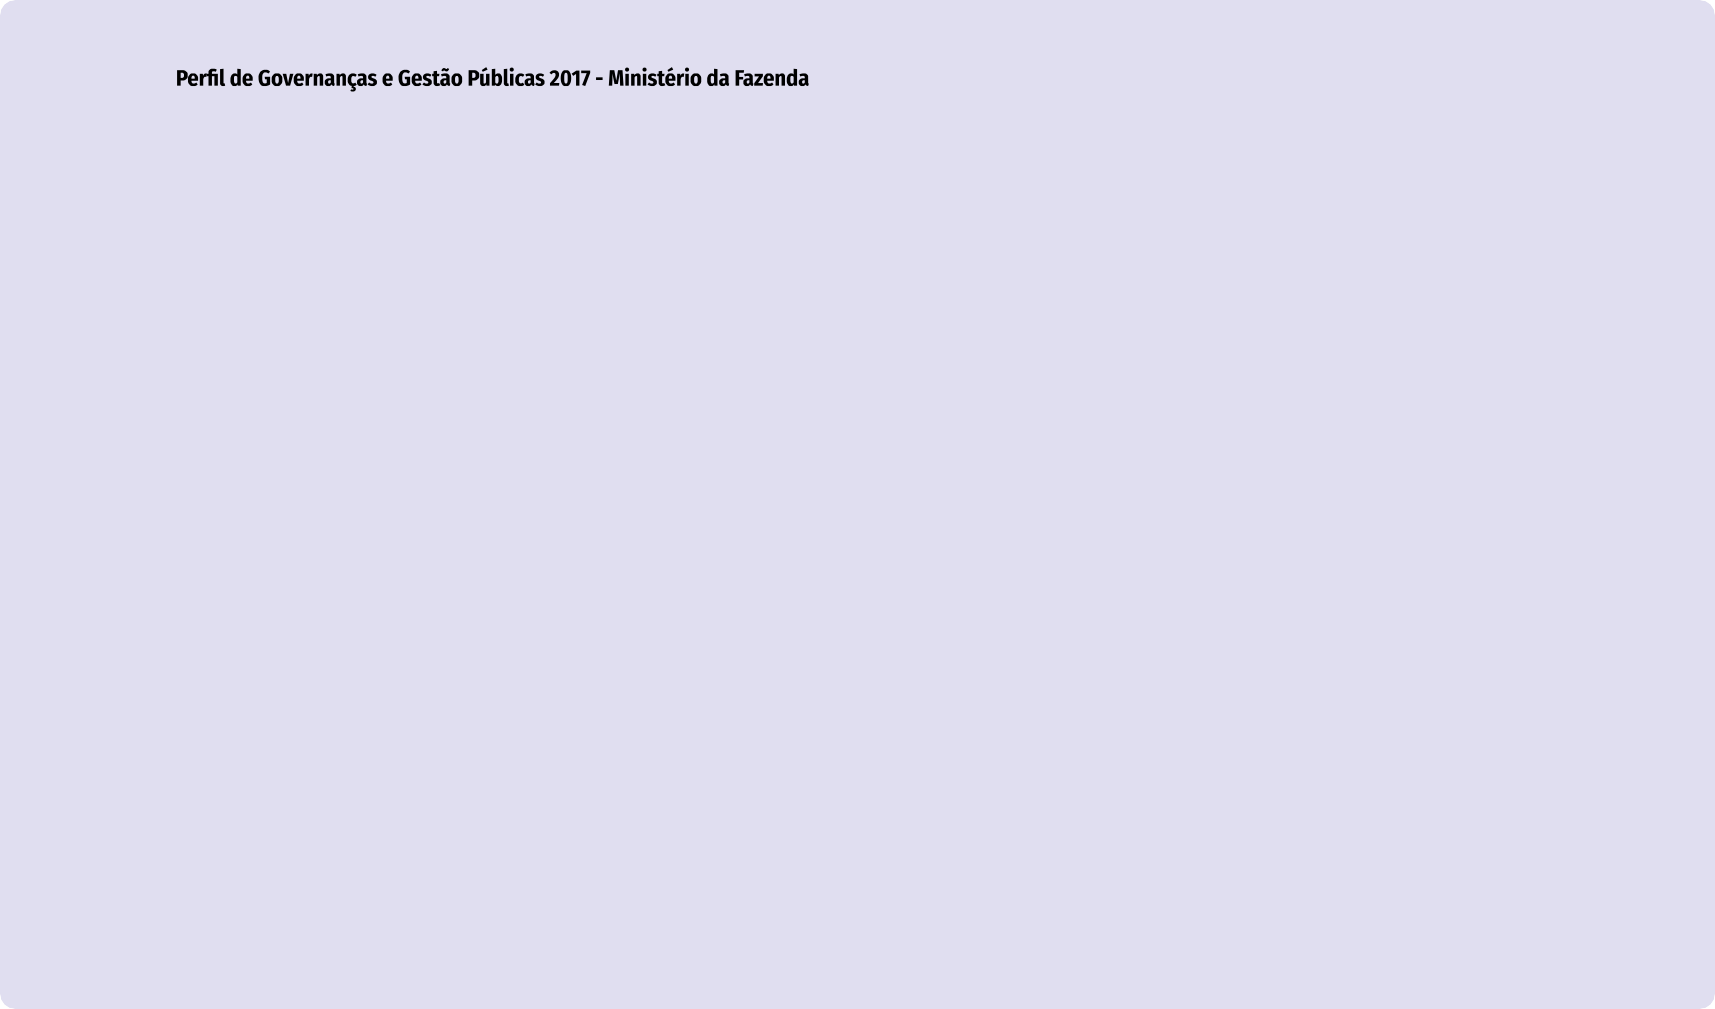 Perfil de Governanças e Gestão Públicas 2017 - Ministério da Fazenda